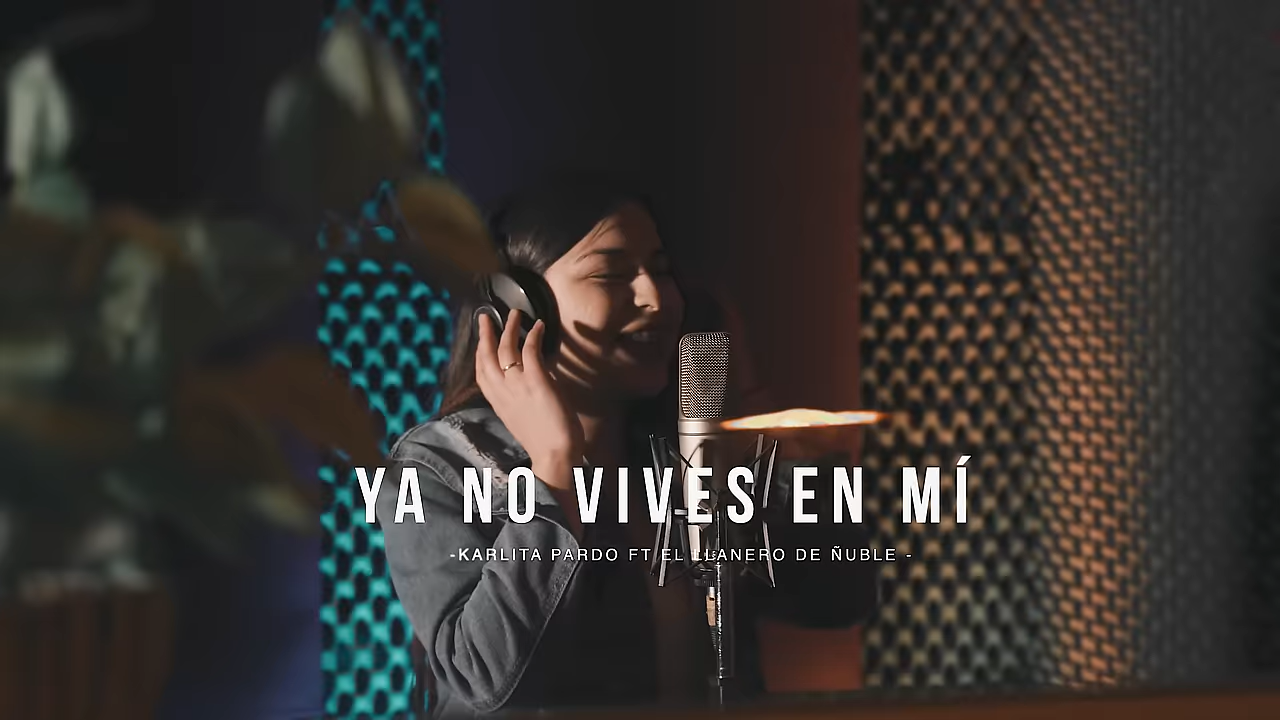 YA NO VIVES EN MÍ
-KARLITA PARDO FT EL LLANERO DE ÑUBLE -